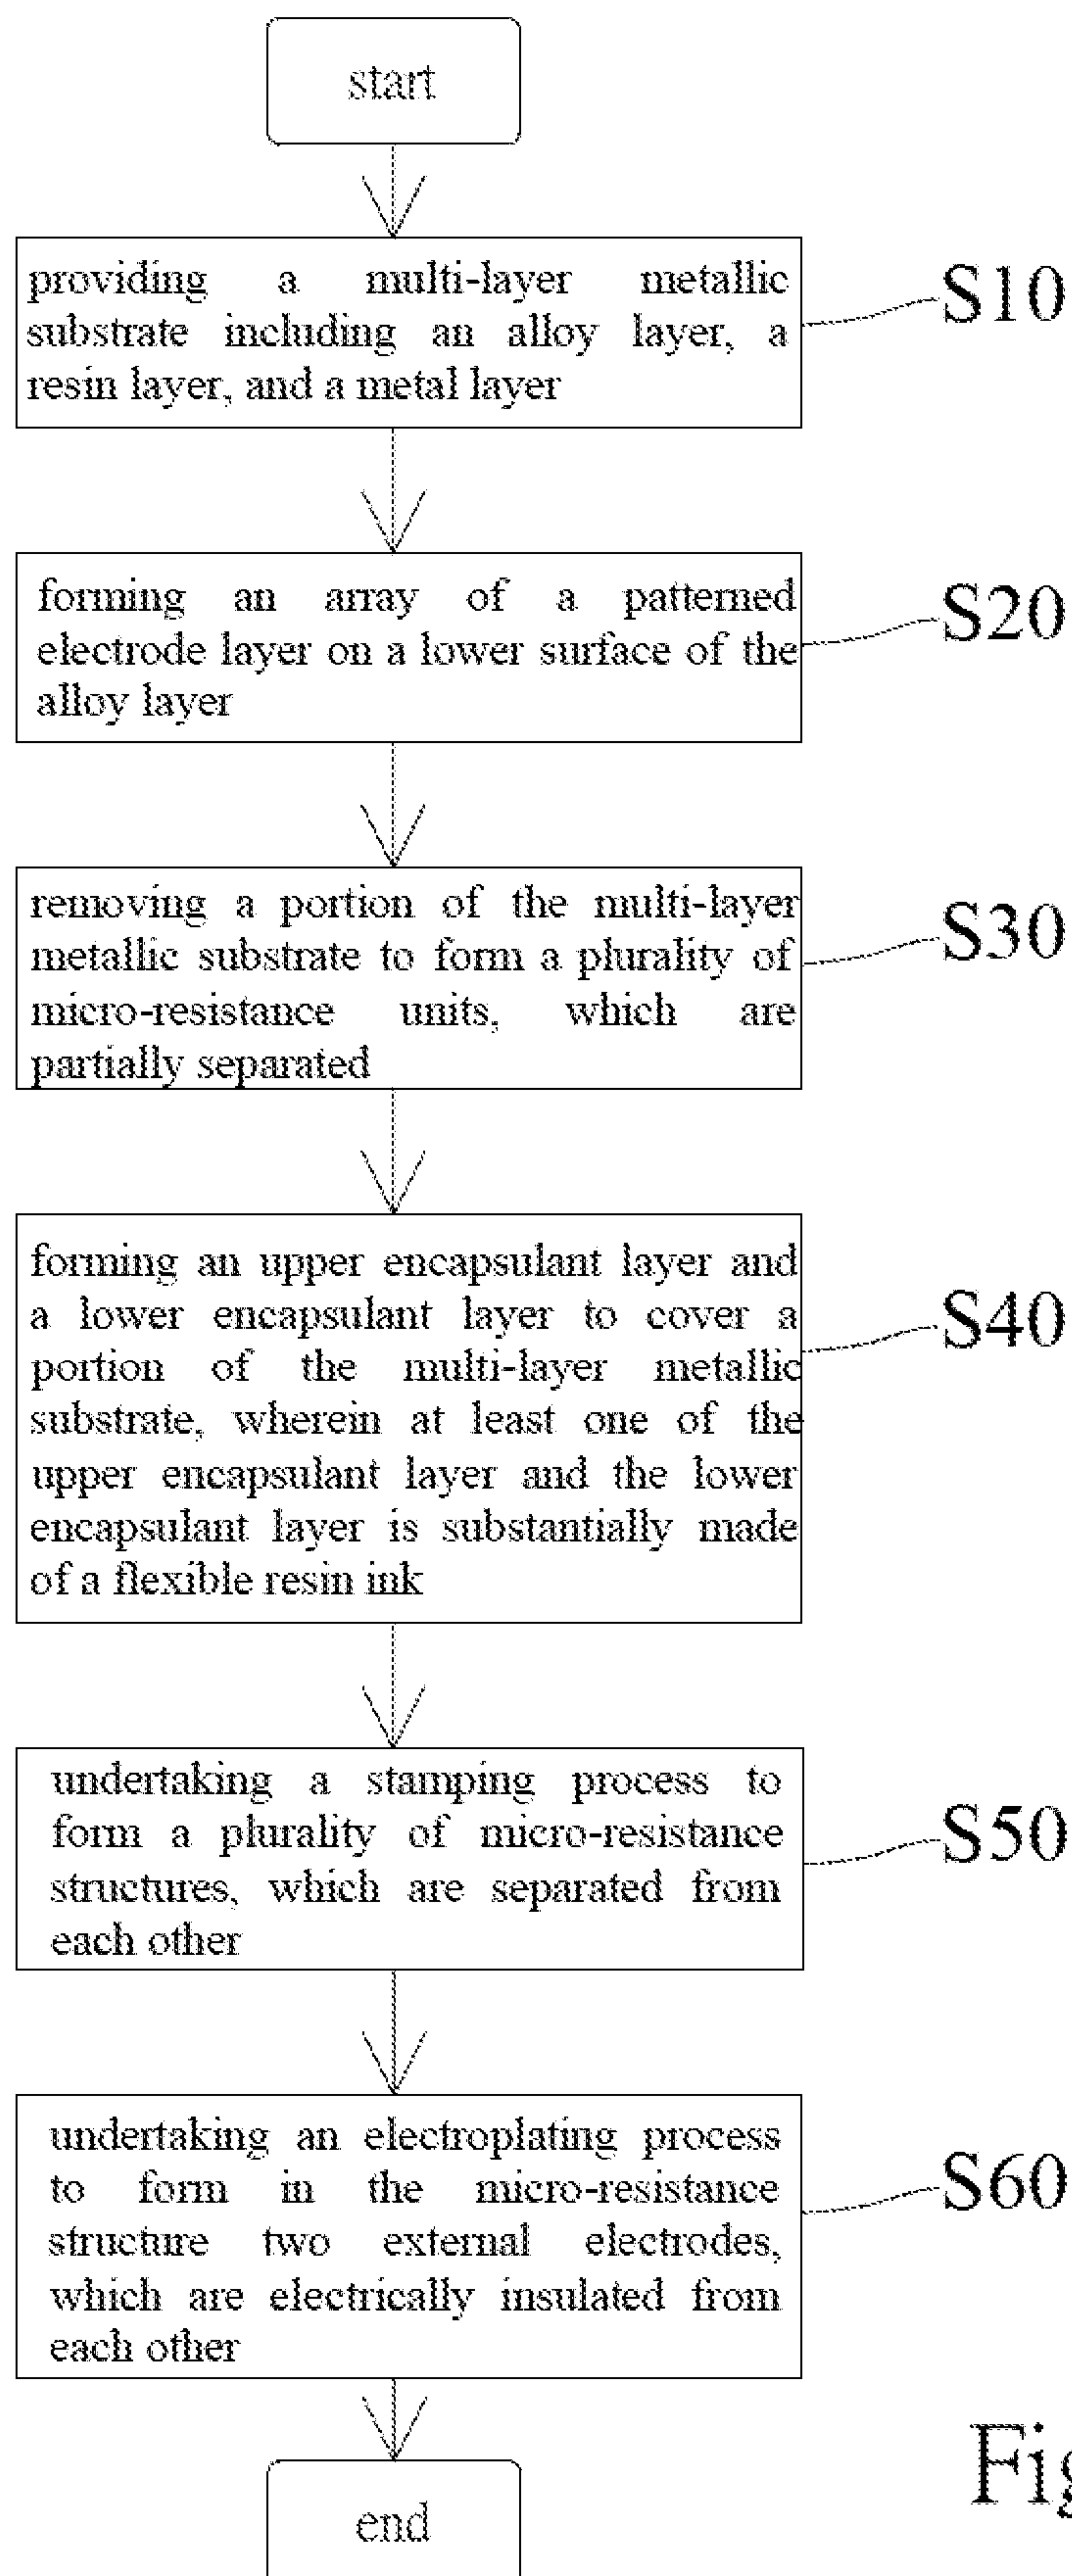 start
providing a multi-layer metallic
substrate including an alloy layer, a
resin layer, and a metal layer
S10
forming an array of a patterned
electrode layer on a lower surface of the
alloy layer
S20
removing a portion of the multi-layer
metallic substrate to form a plurality of
micro-resistance units, which are
partially separated
S30
forming an upper encapsulant layer and
a lower encapsulant layer to cover a
portion of the multi-layer metallic
substrate, wherein at least one of the
upper encapsulant layer and the lower
encapsulant layer is substantially made
of a flexible resin ink
S40
undertaking a stamping process to
form a plurality of micro-resistance
structures, which are separated from
each other
S50
undertaking an electroplating process
to form in the micro-resistance
structure two external electrodes,
which are electrically insulated from
each other
S60
end